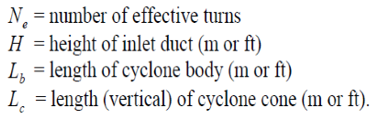 Nₑ = number of effective turns
H = height of inlet duct (m or ft)
L_b = length of cyclone body (m or ft)
L_c = length (vertical) of cyclone cone (m or ft).